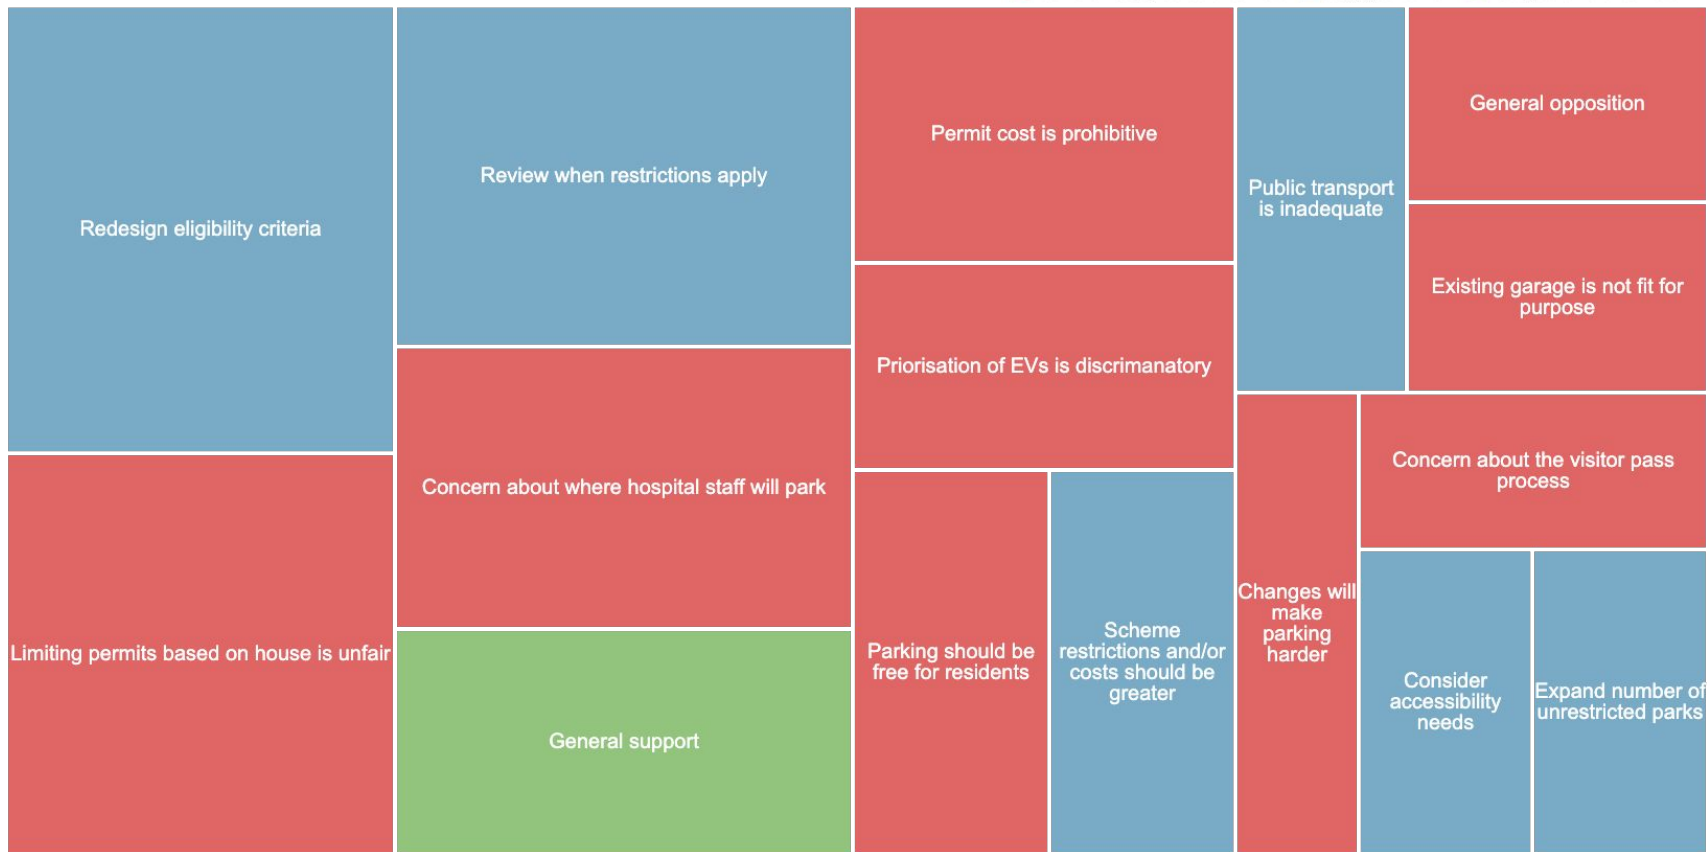 Redesign eligibility criteria
Limiting permits based on house is unfair
Review when restrictions apply
Concern about where hospital staff will park
General support
Permit cost is prohibitive
Priorisation of EVs is discrimanatory
Parking should be
free for residents
Scheme
restrictions and/or
costs should be
greater
Public transport
is inadequate
General opposition
Existing garage is not fit for
purpose
Changes will
make
parking
harder
Concern about the visitor pass
process
Consider
accessibility
needs
Expand number of
unrestricted parks